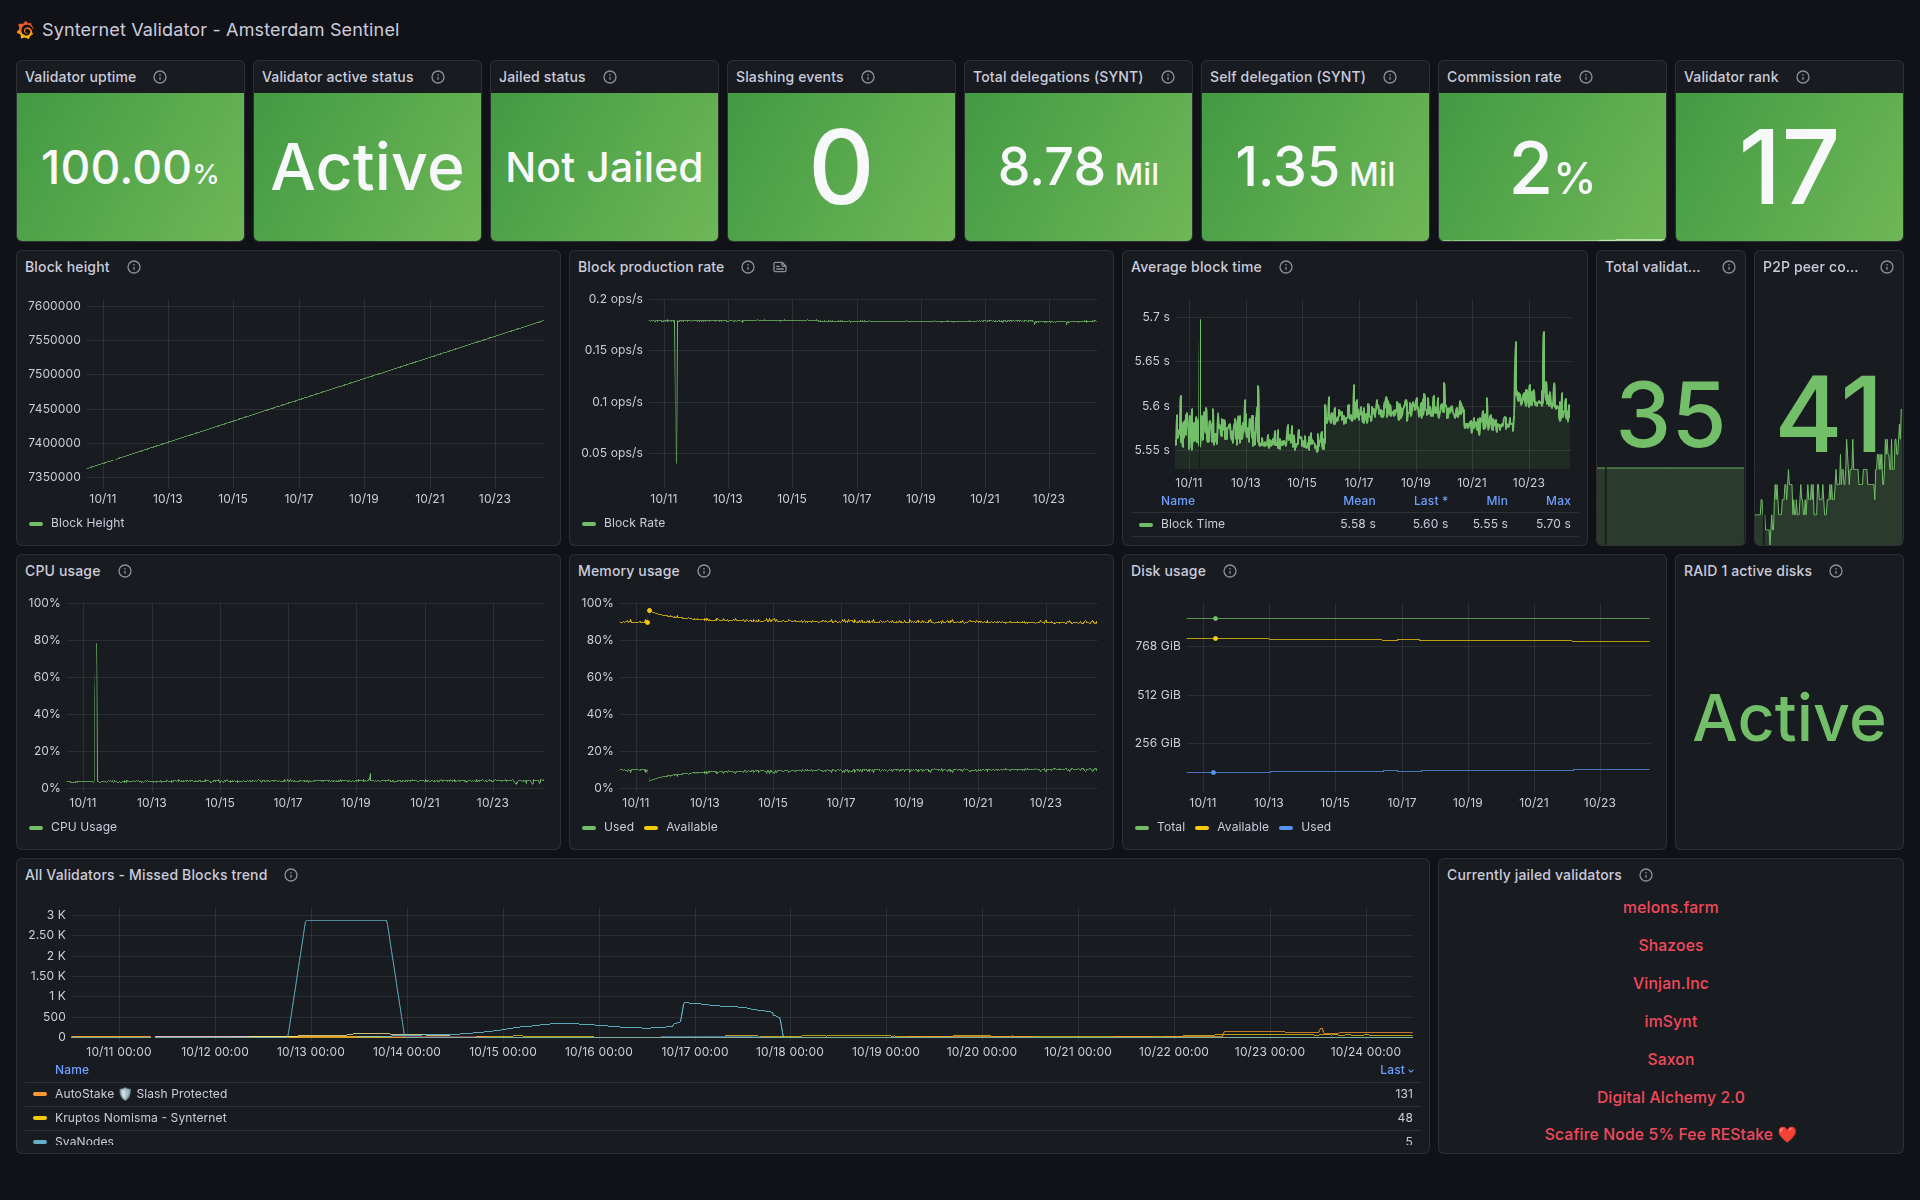 Synternet Validator - Amsterdam Sentinel
Validator uptime
100.00%
Validator active status
Active
Jailed status
Not Jailed
Slashing events
0
Total delegations (SYNT)
8.78 Mil
Self delegation (SYNT)
1.35 Mil
Commission rate
2%
Validator rank
17
Block height
7600000
7550000
7500000
7450000
7400000
7350000
10/11 10/13 10/15 10/17 10/19 10/21 10/23
Block Height
Block production rate
0.2 ops/s
0.15 ops/s
0.1 ops/s
0.05 ops/s
10/11 10/13 10/15 10/17 10/19 10/21 10/23
Block Rate
Average block time
5.7 s
5.65 s
5.6 s
5.55 s
10/11 10/13 10/15 10/17 10/19 10/21 10/23
Name Mean Last * Min Max
Block Time 5.58 s 5.60 s 5.55 s 5.70 s
Total validat...
35
P2P peer co...
41
CPU usage
100%
80%
60%
40%
20%
0%
10/11 10/13 10/15 10/17 10/19 10/21 10/23
CPU Usage
Memory usage
100%
80%
60%
40%
20%
0%
10/11 10/13 10/15 10/17 10/19 10/21 10/23
Used Available
Disk usage
768 GiB
512 GiB
256 GiB
10/11 10/13 10/15 10/17 10/19 10/21 10/23
Total Available Used
RAID 1 active disks
Active
All Validators - Missed Blocks trend
3 K
2.50 K
2 K
1.50 K
1 K
500
0
10/11 00:00 10/12 00:00 10/13 00:00 10/14 00:00 10/15 00:00 10/16 00:00 10/17 00:00 10/18 00:00 10/19 00:00 10/20 00:00 10/21 00:00 10/22 00:00 10/23 00:00 10/24 00:00
Name Last
AutoStake 🛡️ Slash Protected 131
Kruptos Nomisma - Synternet 48
SvaNodes 5
Currently jailed validators
melons.farm
Shazoes
Vinjan.Inc
imSynt
Saxon
Digital Alchemy 2.0
Scafire Node 5% Fee REStake ❤️